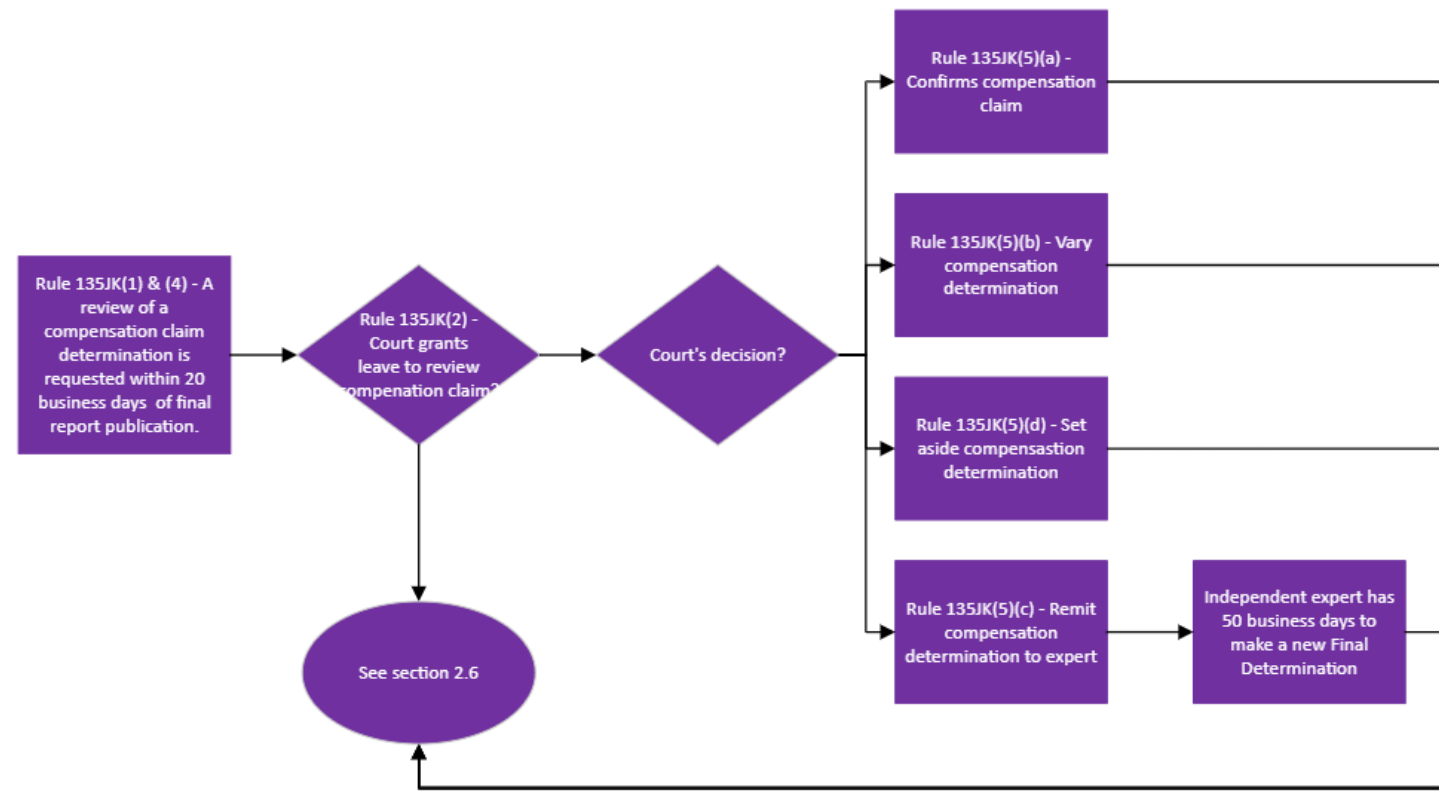 Rule 135JK(1) & (4) - A
review of a
compensation claim
determination is
requested within 20
business days of final
report publication.
Rule 135JK(2) -
Court grants
leave to review
compenation claim?
See section 2.6
Court's decision?
Rule 135JK(5)(a) -
Confirms compensation
claim
Rule 135JK(5)(b) - Vary
compensation
determination
Rule 135JK(5)(d) - Set
aside compensastion
determination
Rule 135JK(5)(c) - Remit
compensation
determination to expert
Independent expert has
50 business days to
make a new Final
Determination